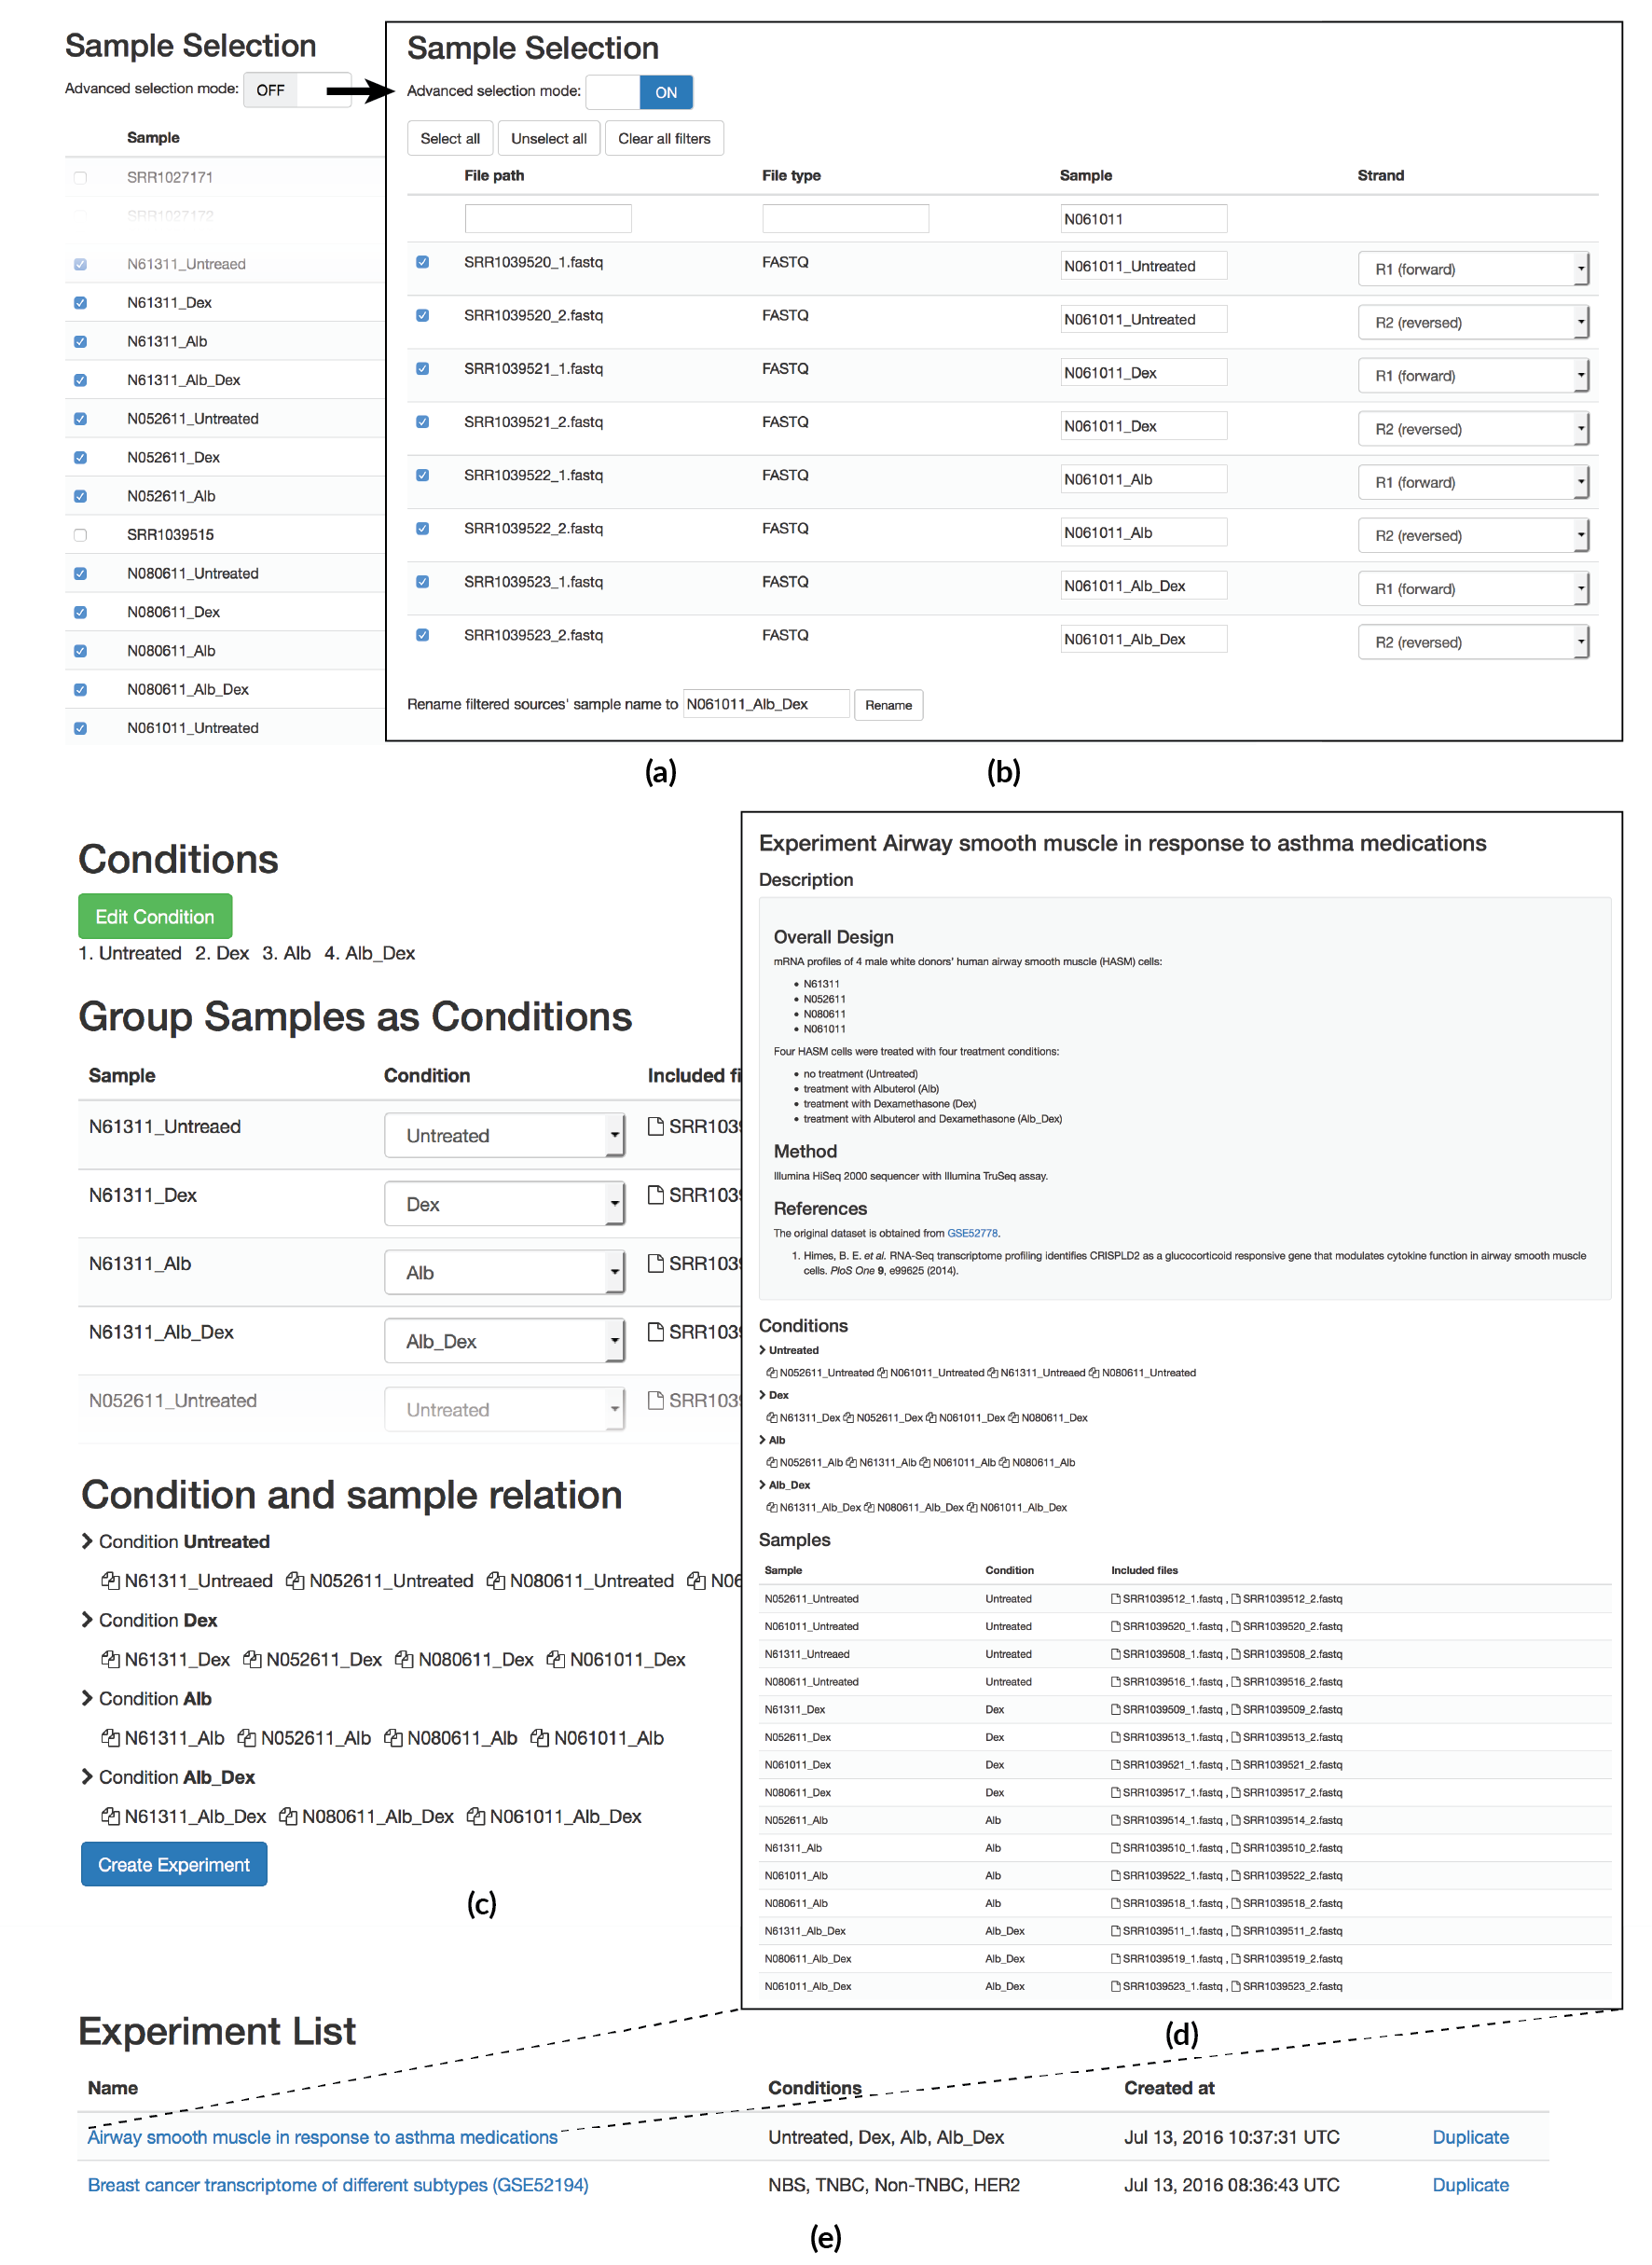 Sample Selection
Advanced selection mode: OFF
Sample
SRR1027171
SRR1027172
N61311_Untreaed
N61311_Dex
N61311_Alb
N61311_Alb_Dex
N052611_Untreated
N052611_Dex
N052611_Alb
SRR1039515
N080611_Untreated
N080611_Dex
N080611_Alb
N080611_Alb_Dex
N061011_Untreated
(a)
Sample Selection
Advanced selection mode: ON
Select all Unselect all Clear all filters
File path File type Sample Strand
N061011
SRR1039520_1.fastq FASTQ N061011_Untreated R1 (forward)
SRR1039520_2.fastq FASTQ N061011_Untreated R2 (reversed)
SRR1039521_1.fastq FASTQ N061011_Dex R1 (forward)
SRR1039521_2.fastq FASTQ N061011_Dex R2 (reversed)
SRR1039522_1.fastq FASTQ N061011_Alb R1 (forward)
SRR1039522_2.fastq FASTQ N061011_Alb R2 (reversed)
SRR1039523_1.fastq FASTQ N061011_Alb_Dex R1 (forward)
SRR1039523_2.fastq FASTQ N061011_Alb_Dex R2 (reversed)
Rename filtered sources' sample name to N061011_Alb_Dex Rename
(b)
Conditions
Edit Condition
1. Untreated 2. Dex 3. Alb 4. Alb_Dex
Group Samples as Conditions
Sample Condition Included fi
N61311_Untreaed Untreated SRR103
N61311_Dex Dex SRR103
N61311_Alb Alb SRR103
N61311_Alb_Dex Alb_Dex SRR103
N052611_Untreated Untreated SRR103
Condition and sample relation
Condition Untreated
N61311_Untreaed N052611_Untreated N080611_Untreated N06
Condition Dex
N61311_Dex N052611_Dex N080611_Dex N061011_Dex
Condition Alb
N61311_Alb N052611_Alb N080611_Alb N061011_Alb
Condition Alb_Dex
N61311_Alb_Dex N080611_Alb_Dex N061011_Alb_Dex
Create Experiment
(c)
Experiment Airway smooth muscle in response to asthma medications
Description
Overall Design
mRNA profiles of 4 male white donors' human airway smooth muscle (HASM) cells:
• N61311
• N052611
• N080611
• N061011
Four HASM cells were treated with four treatment conditions:
• no treatment (Untreated)
• treatment with Albuterol (Alb)
• treatment with Dexamethasone (Dex)
• treatment with Albuterol and Dexamethasone (Alb_Dex)
Method
Illumina HiSeq 2000 sequencer with Illumina TruSeq assay.
References
The original dataset is obtained from GSE52778.
1. Himes, B. E. et al. RNA-Seq transcriptome profiling identifies CRISPLD2 as a glucocorticoid responsive gene that modulates cytokine function in airway smooth muscle
cells. PloS One 9, e99625 (2014).
Conditions
Untreated
N052611_Untreated N061011_Untreated N61311_Untreaed N080611_Untreated
Dex
N61311_Dex N052611_Dex N061011_Dex N080611_Dex
Alb
N052611_Alb N61311_Alb N061011_Alb N080611_Alb
Alb_Dex
N61311_Alb_Dex N080611_Alb_Dex N061011_Alb_Dex
Samples
Sample Condition Included files
N052611_Untreated Untreated SRR1039512_1.fastq , SRR1039512_2.fastq
N061011_Untreated Untreated SRR1039520_1.fastq , SRR1039520_2.fastq
N61311_Untreaed Untreated SRR1039508_1.fastq , SRR1039508_2.fastq
N080611_Untreated Untreated SRR1039516_1.fastq , SRR1039516_2.fastq
N61311_Dex Dex SRR1039509_1.fastq , SRR1039509_2.fastq
N052611_Dex Dex SRR1039513_1.fastq , SRR1039513_2.fastq
N061011_Dex Dex SRR1039521_1.fastq , SRR1039521_2.fastq
N080611_Dex Dex SRR1039517_1.fastq , SRR1039517_2.fastq
N052611_Alb Alb SRR1039514_1.fastq , SRR1039514_2.fastq
N61311_Alb Alb SRR1039510_1.fastq , SRR1039510_2.fastq
N061011_Alb Alb SRR1039522_1.fastq , SRR1039522_2.fastq
N080611_Alb Alb SRR1039518_1.fastq , SRR1039518_2.fastq
N61311_Alb_Dex Alb_Dex SRR1039511_1.fastq , SRR1039511_2.fastq
N080611_Alb_Dex Alb_Dex SRR1039519_1.fastq , SRR1039519_2.fastq
N061011_Alb_Dex Alb_Dex SRR1039523_1.fastq , SRR1039523_2.fastq
(d)
Experiment List
Name Conditions Created at
Airway smooth muscle in response to asthma medications Untreated, Dex, Alb, Alb_Dex Jul 13, 2016 10:37:31 UTC Duplicate
Breast cancer transcriptome of different subtypes (GSE52194) NBS, TNBC, Non-TNBC, HER2 Jul 13, 2016 08:36:43 UTC Duplicate
(e)